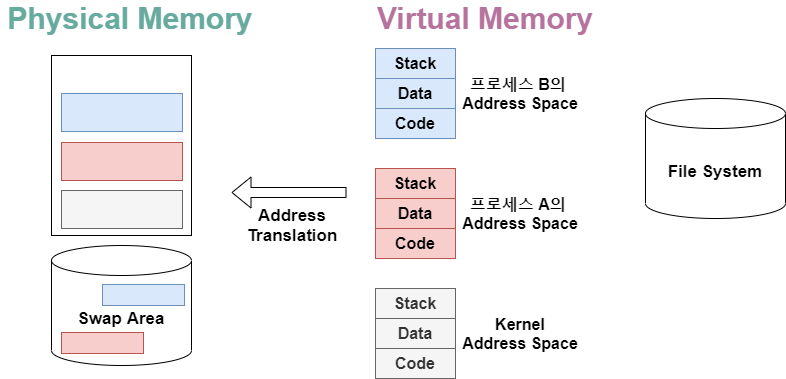 Physical Memory
Virtual Memory
Stack
Data
Code
프로세스 B의
Address Space
File System
Stack
Data
Code
프로세스 A의
Address Space
Address
Translation
Swap Area
Stack
Data
Code
Kernel
Address Space